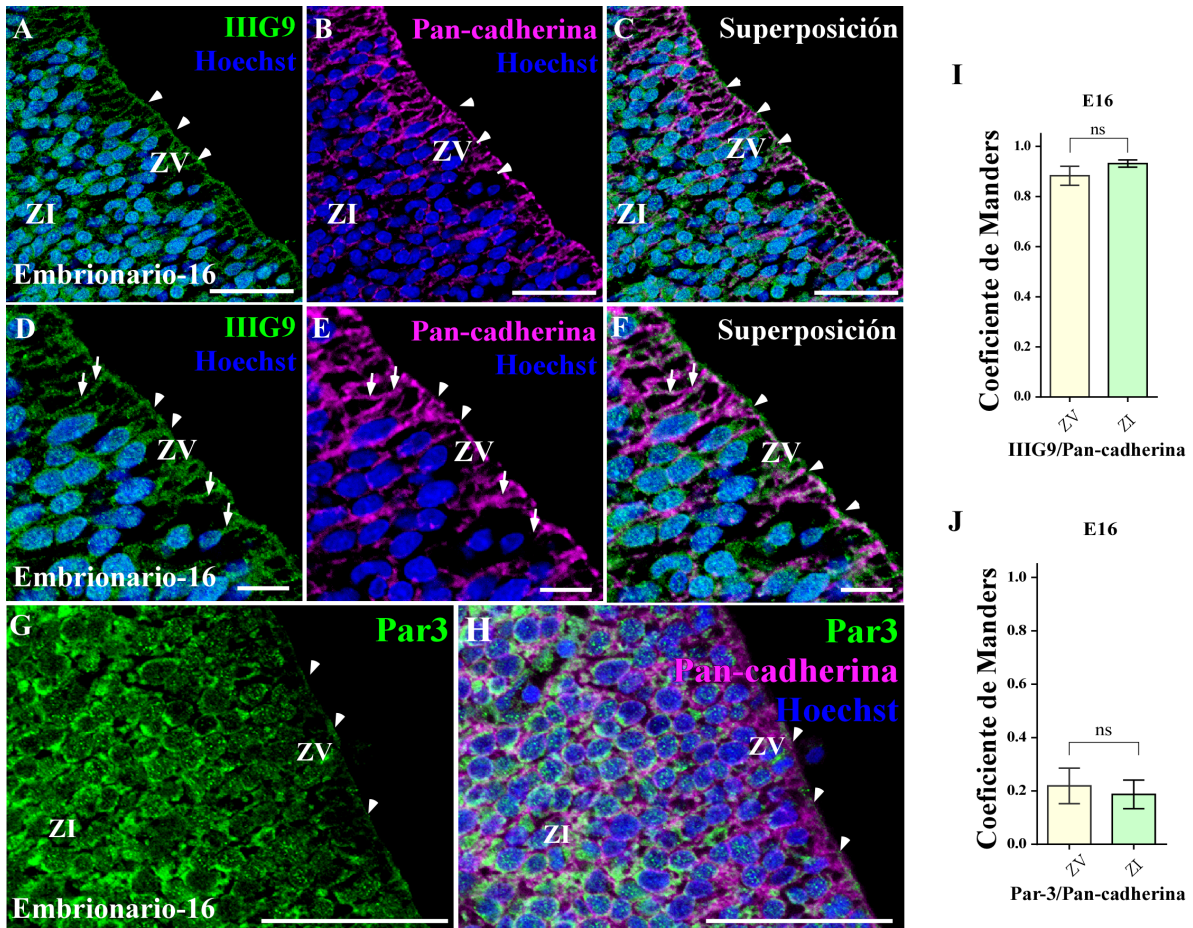 A
IIIG9
Hoechst
ZV
ZI
Embrionario-16
B
Pan-cadherina
Hoechst
ZV
ZI
C
Superposición
ZV
ZI
D
IIIG9
Hoechst
ZV
Embrionario-16
E
Pan-cadherina
Hoechst
ZV
F
Superposición
ZV
G
Par3
ZV
ZI
Embrionario-16
H
Par3
Pan-cadherina
Hoechst
ZV
ZI
I
E16
ns
Coeficiente de Manders
1.0
0.8
0.6
0.4
0.2
0.0
ZV
ZI
IIIG9/Pan-cadherina
J
E16
ns
Coeficiente de Manders
1.0
0.8
0.6
0.4
0.2
0.0
ZV
ZI
Par-3/Pan-cadherina